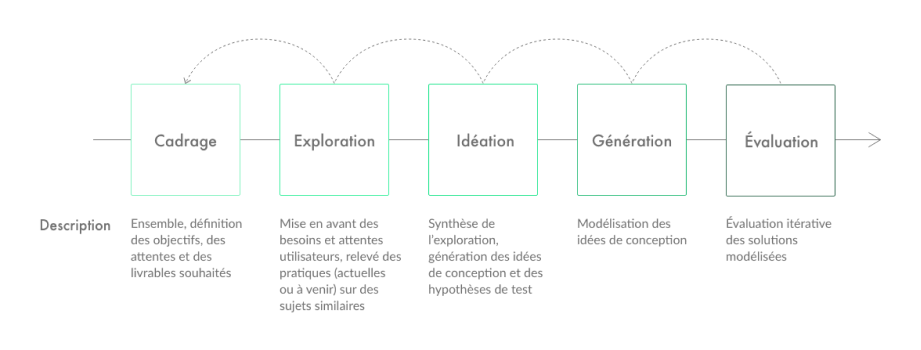 Cadrage
Exploration
Idéation
Génération
Évaluation
Description
Ensemble, définition
des objectifs, des
attentes et des
livrables souhaités
Mise en avant des
besoins et attentes
utilisateurs, relevé des
pratiques (actuelles
ou à venir) sur des
sujets similaires
Synthèse de
l'exploration,
génération des idées
de conception et des
hypothèses de test
Modélisation des
idées de conception
Évaluation itérative
des solutions
modélisées